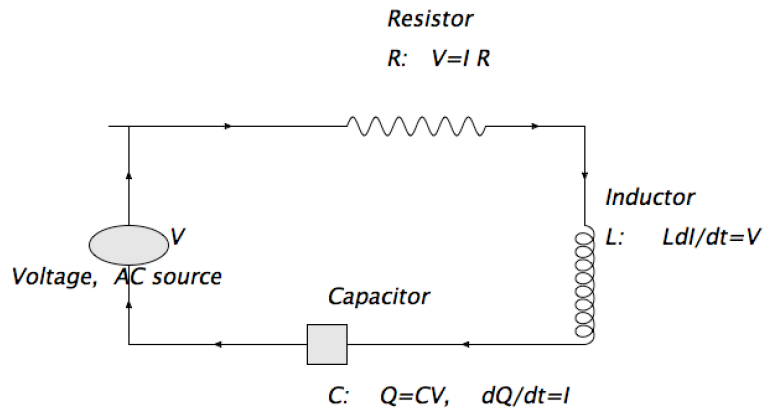 Resistor
R: V=I R
Inductor
L: LdI/dt=V
V
Voltage, AC source
Capacitor
C: Q=CV, dQ/dt=I